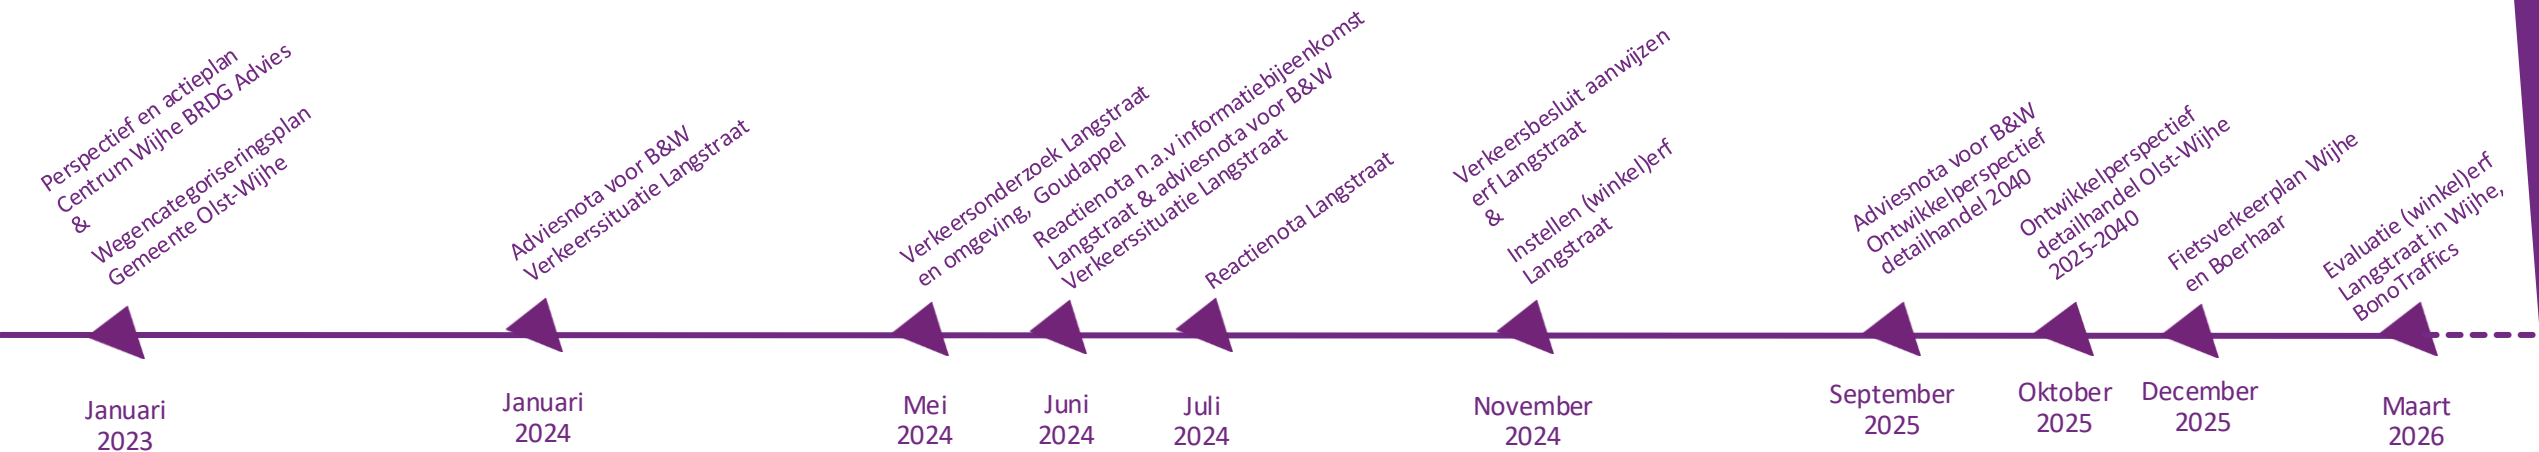 Perspectief en actieplan
Centrum Wijhe BRDG Advies
&
Wegencategoriseringsplan
Gemeente Olst-Wijhe
Januari
2023
Adviesnota voor B&W
Verkeerssituatie Langstraat
Januari
2024
Verkeersonderzoek Langstraat
en omgeving, Goudappel
Mei
2024
Reactienota n.a.v informatiebijeenkomst
Langstraat & adviesnota voor B&W
Verkeerssituatie Langstraat
Juni
2024
Reactienota Langstraat
Juli
2024
Verkeersbesluit aanwijzen
erf Langstraat
&
Instellen (winkel)erf
Langstraat
November
2024
Adviesnota voor B&W
Ontwikkelperspectief
detailhandel 2040
September
2025
Ontwikkelperspectief
detailhandel Olst-Wijhe
2025-2040
Oktober
2025
Fietsverkeerplan Wijhe
en Boerhaar
December
2025
Evaluatie (winkel)erf
Langstraat in Wijhe,
BonoTraffics
Maart
2026